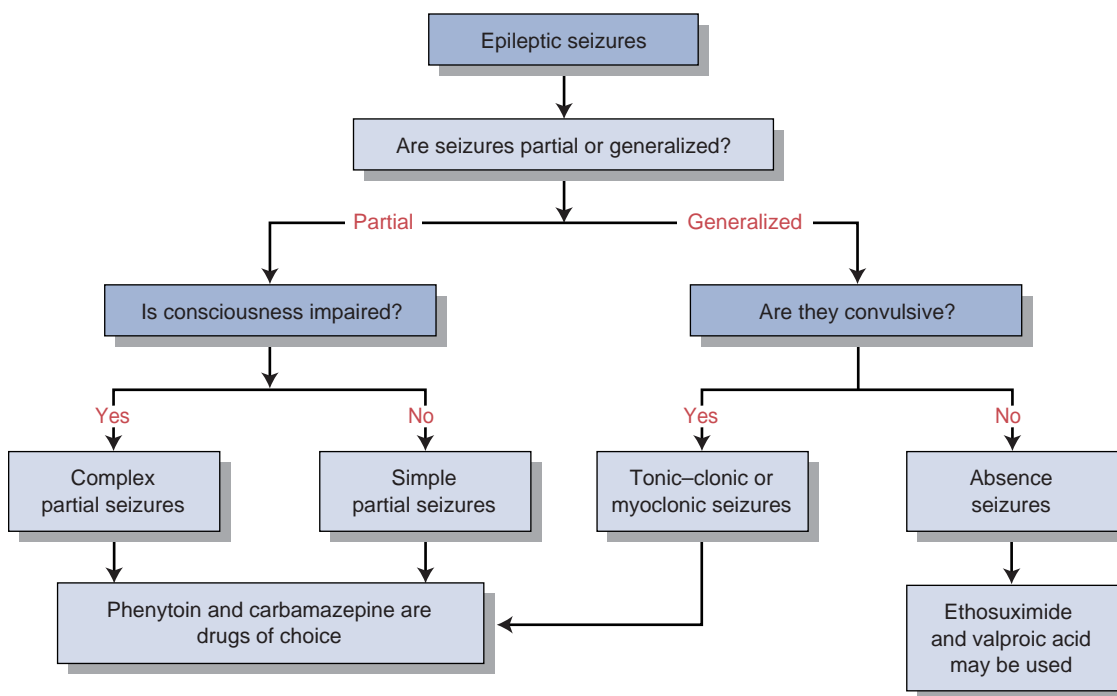 Epileptic seizures
Are seizures partial or generalized?
Partial
Generalized
Is consciousness impaired?
Are they convulsive?
Yes
No
Yes
No
Complex
partial seizures
Simple
partial seizures
Tonic–clonic or
myoclonic seizures
Absence
seizures
Phenytoin and carbamazepine are
drugs of choice
Ethosuximide
and valproic acid
may be used